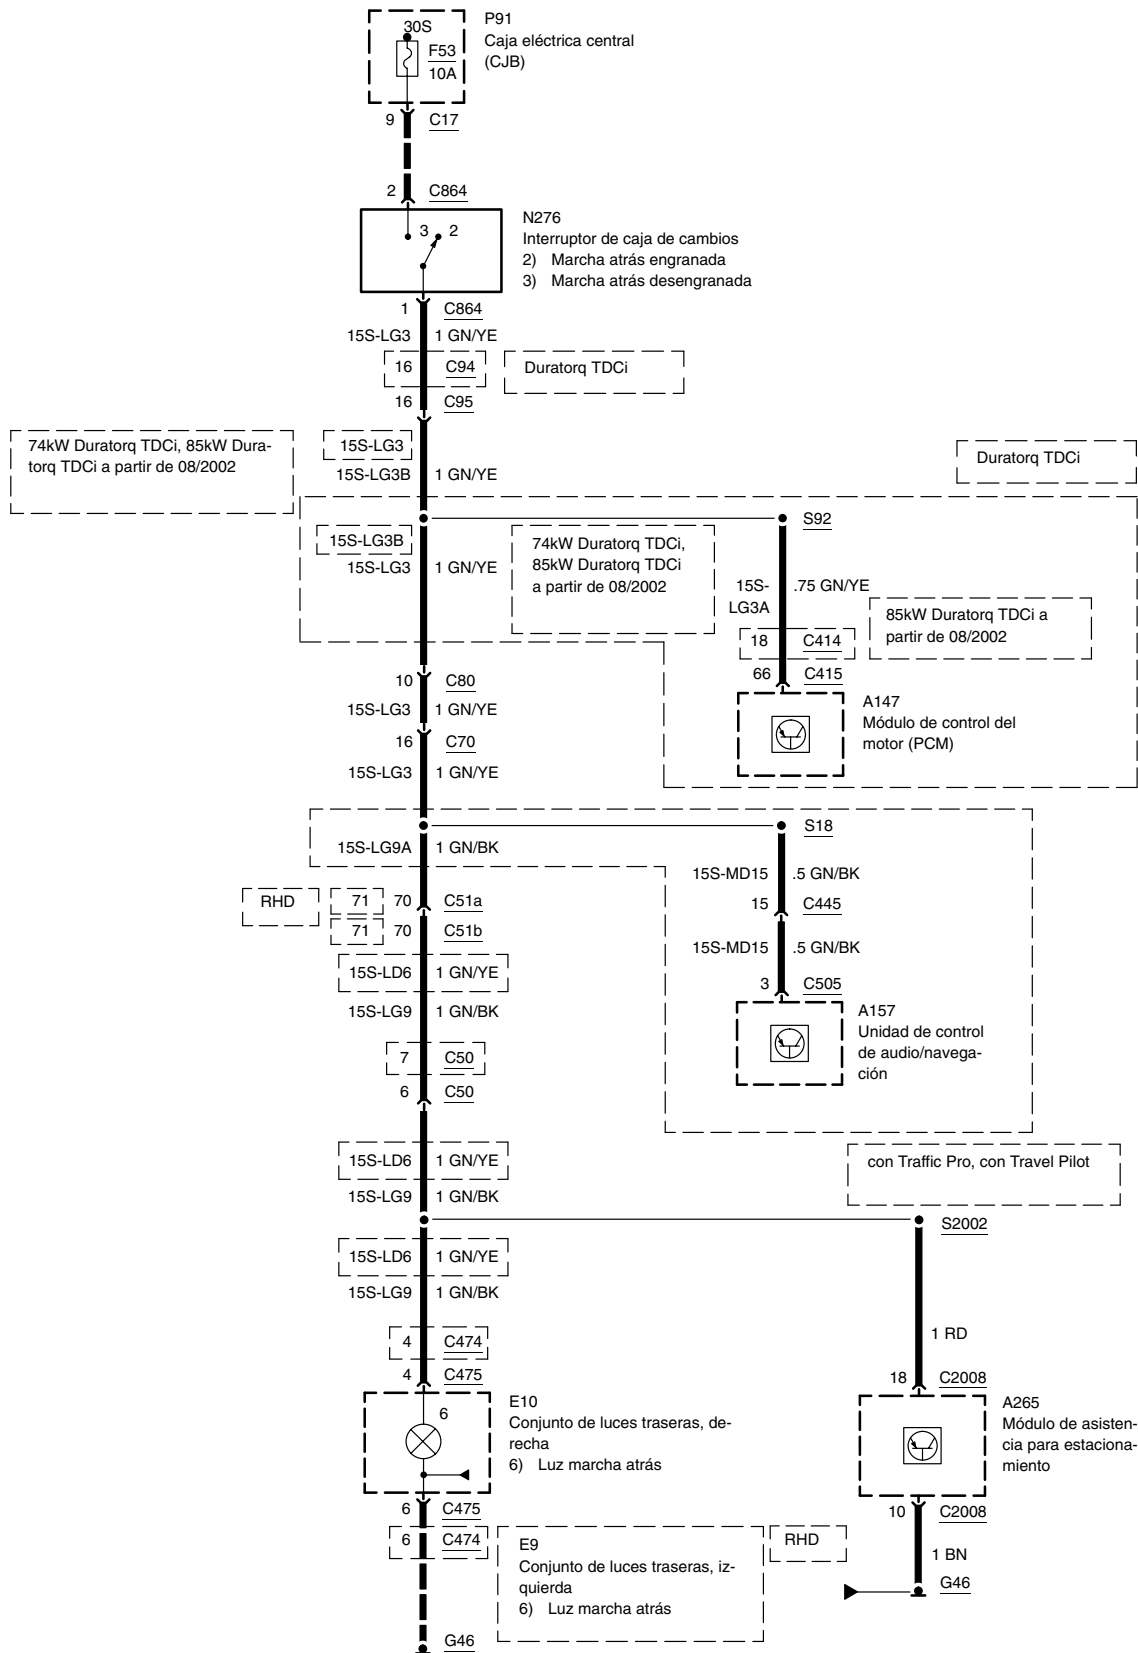 30S
F53
10A
P91
Caja eléctrica central
(CJB)
9 C17
2 C864
3 2
N276
Interruptor de caja de cambios
2) Marcha atrás engranada
3) Marcha atrás desengranada
1 C864
15S-LG3 1 GN/YE
16 C94
Duratorq TDCi
16 C95
74kW Duratorq TDCi, 85kW Dura-
torq TDCi a partir de 08/2002
15S-LG3
15S-LG3B 1 GN/YE
Duratorq TDCi
S92
15S-LG3B
15S-LG3 1 GN/YE
74kW Duratorq TDCi,
85kW Duratorq TDCi
a partir de 08/2002
15S-
LG3A
.75 GN/YE
85kW Duratorq TDCi a
partir de 08/2002
18 C414
66 C415
A147
Módulo de control del
motor (PCM)
10 C80
15S-LG3 1 GN/YE
16 C70
15S-LG3 1 GN/YE
S18
15S-LG9A 1 GN/BK
15S-MD15 .5 GN/BK
15 C445
15S-MD15 .5 GN/BK
3 C505
A157
Unidad de control
de audio/navega-
ción
RHD
71 70 C51a
71 70 C51b
15S-LD6 1 GN/YE
15S-LG9 1 GN/BK
7 C50
6 C50
15S-LD6 1 GN/YE
15S-LG9 1 GN/BK
con Traffic Pro, con Travel Pilot
S2002
15S-LD6 1 GN/YE
15S-LG9 1 GN/BK
1 RD
4 C474
4 C475
18 C2008
6
E10
Conjunto de luces traseras, de-
recha
6) Luz marcha atrás
A265
Módulo de asisten-
cia para estaciona-
miento
6 C475
6 C474
10 C2008
E9
Conjunto de luces traseras, iz-
quierda
6) Luz marcha atrás
RHD
1 BN
G46
G46